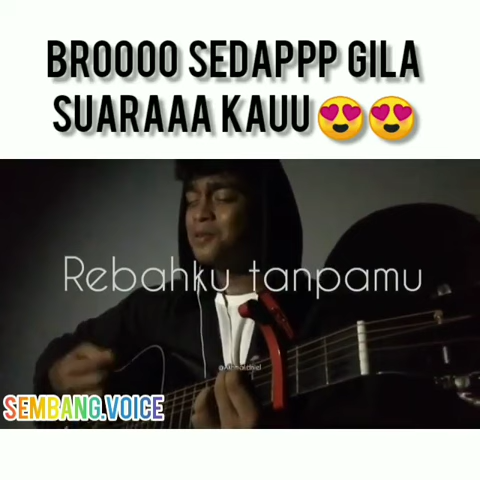 BROOOO SEDAPPP GILA
SUARAAA KAUU😍😍
Rebahku tanpamu
SEMBANG.VOICE